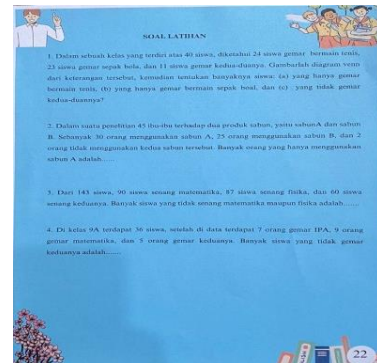 SOAL LATIHAN
1. Dalam sebuah kelas yang terdiri atas 40 siswa, diketahui 24 siswa gemar bermain tenis,
23 siswa gemar sepak bola, dan 11 siswa gemar kedua-duanya. Gambarlah diagram venn
dari keterangan tersebut, kemudian tentukan banyaknya siswa: (a) yang hanya gemar
bermain tenis, (b) yang hanya gemar bermain sepak boal, dan (c) , yang tidak gemar
kedua-duanya?
2. Dalam suatu penelitian 45 ibu-ibu terhadap dua produk sabun, yaitu sabunA dan sabun
B. Sebanyak 30 orang menggunakan sabun A, 25 orang menggunakan sabun B, dan 2
orang tidak menggunakan kedua sabun tersebut. Banyak orang yang hanya menggunakan
sabun A adalah......
3. Dari 143 siswa, 90 siswa senang matematika, 87 siswa senang fisika, dan 60 siswa
senang keduanya. Banyak siswa yang tidak senang matematika maupun fisika adalah.......
4. Di kelas 9A terdapat 36 siswa, setelah di data terdapat 7 orang gemar IPA, 9 orang
gemar matematika, dan 5 orang gemar keduanya. Banyak siswa yang tidak gemar
keduanya adalah.......
22